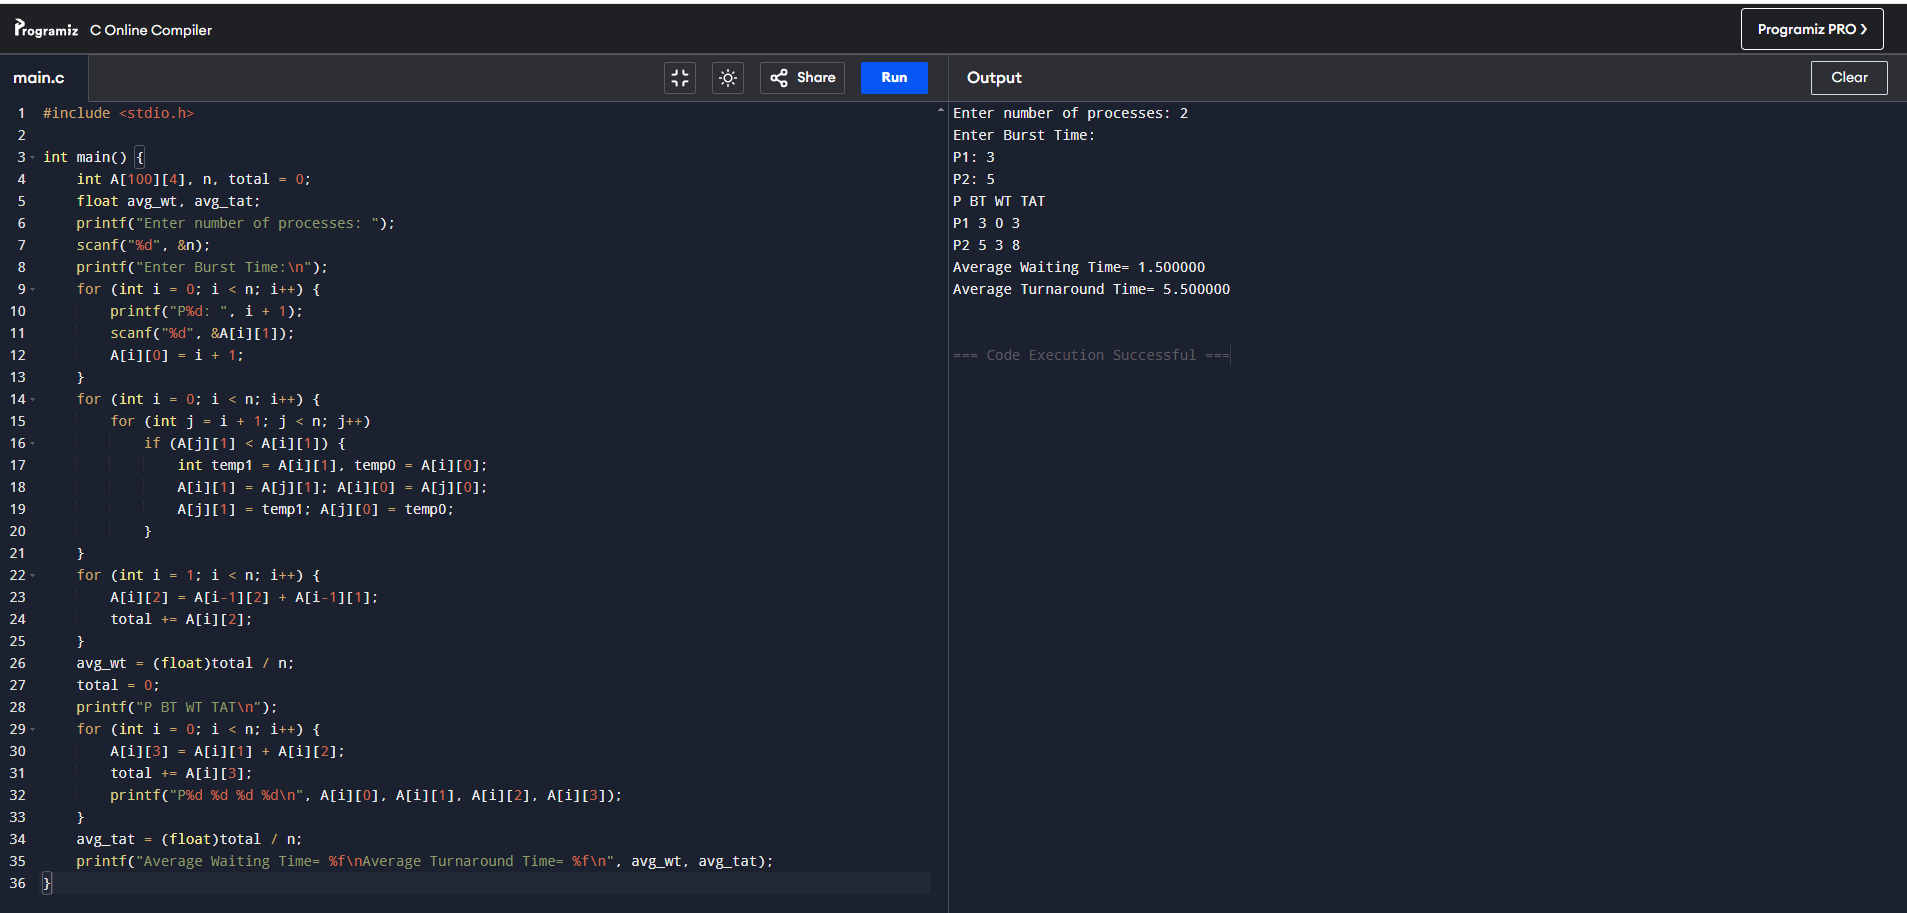 Programiz C Online Compiler
Programiz PRO ❯
main.c
Share
Run
Output
Clear
1 #include <stdio.h>
2
3 int main() {
4     int A[100][4], n, total = 0;
5     float avg_wt, avg_tat;
6     printf("Enter number of processes: ");
7     scanf("%d", &n);
8     printf("Enter Burst Time:\n");
9     for (int i = 0; i < n; i++) {
10         printf("P%d: ", i + 1);
11         scanf("%d", &A[i][1]);
12         A[i][0] = i + 1;
13     }
14     for (int i = 0; i < n; i++) {
15         for (int j = i + 1; j < n; j++)
16             if (A[j][1] < A[i][1]) {
17                 int temp1 = A[i][1], temp0 = A[i][0];
18                 A[i][1] = A[j][1]; A[i][0] = A[j][0];
19                 A[j][1] = temp1; A[j][0] = temp0;
20             }
21     }
22     for (int i = 1; i < n; i++) {
23         A[i][2] = A[i-1][2] + A[i-1][1];
24         total += A[i][2];
25     }
26     avg_wt = (float)total / n;
27     total = 0;
28     printf("P BT WT TAT\n");
29     for (int i = 0; i < n; i++) {
30         A[i][3] = A[i][1] + A[i][2];
31         total += A[i][3];
32         printf("P%d %d %d %d\n", A[i][0], A[i][1], A[i][2], A[i][3]);
33     }
34     avg_tat = (float)total / n;
35     printf("Average Waiting Time= %f\nAverage Turnaround Time= %f\n", avg_wt, avg_tat);
36 }
Enter number of processes: 2
Enter Burst Time:
P1: 3
P2: 5
P BT WT TAT
P1 3 0 3
P2 5 3 8
Average Waiting Time= 1.500000
Average Turnaround Time= 5.500000
=== Code Execution Successful ===